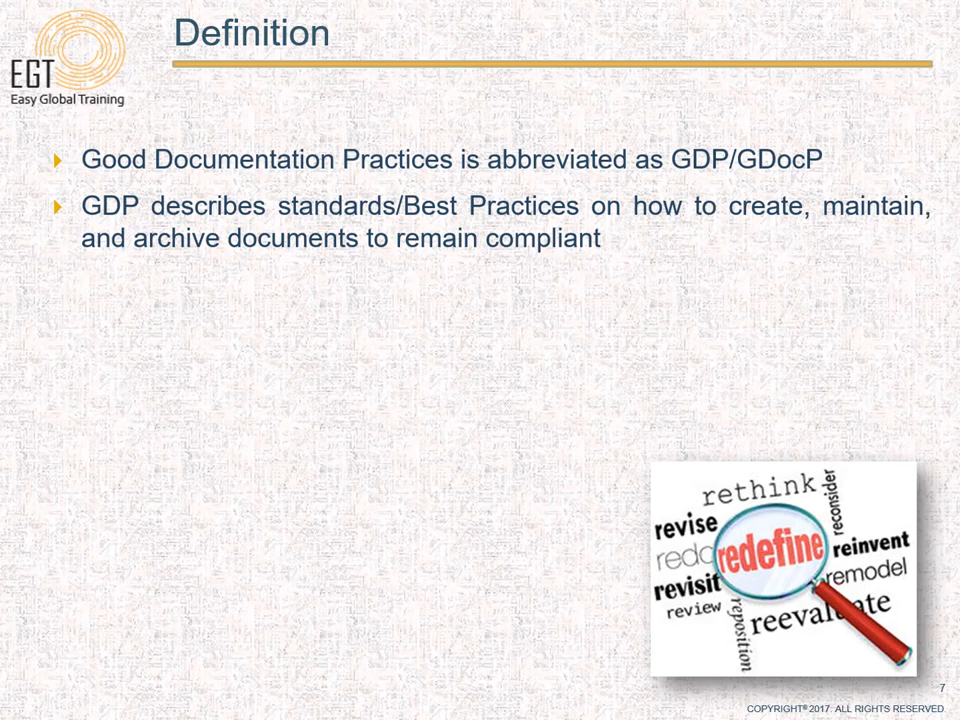 Definition
EGT
Easy Global Training
Good Documentation Practices is abbreviated as GDP/GDocP
GDP describes standards/Best Practices on how to create, maintain,
and archive documents to remain compliant
rethink
reconsider
revise
redo
redefine
reinvent
revisit
remodel
review
reposition
reevaluate
7
COPYRIGHT® 2017. ALL RIGHTS RESERVED.